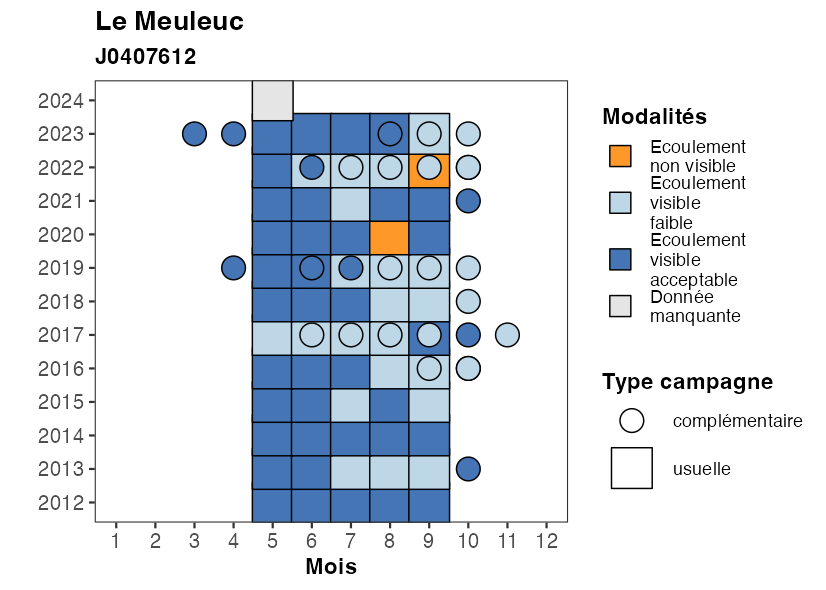 Le Meuleuc
J0407612
2024
2023
2022
2021
2020
2019
2018
2017
2016
2015
2014
2013
2012
1 2 3 4 5 6 7 8 9 10 11 12
Mois
Modalités
Ecoulement
non visible
Ecoulement
visible
faible
Ecoulement
visible
acceptable
Donnée
manquante
Type campagne
complémentaire
usuelle